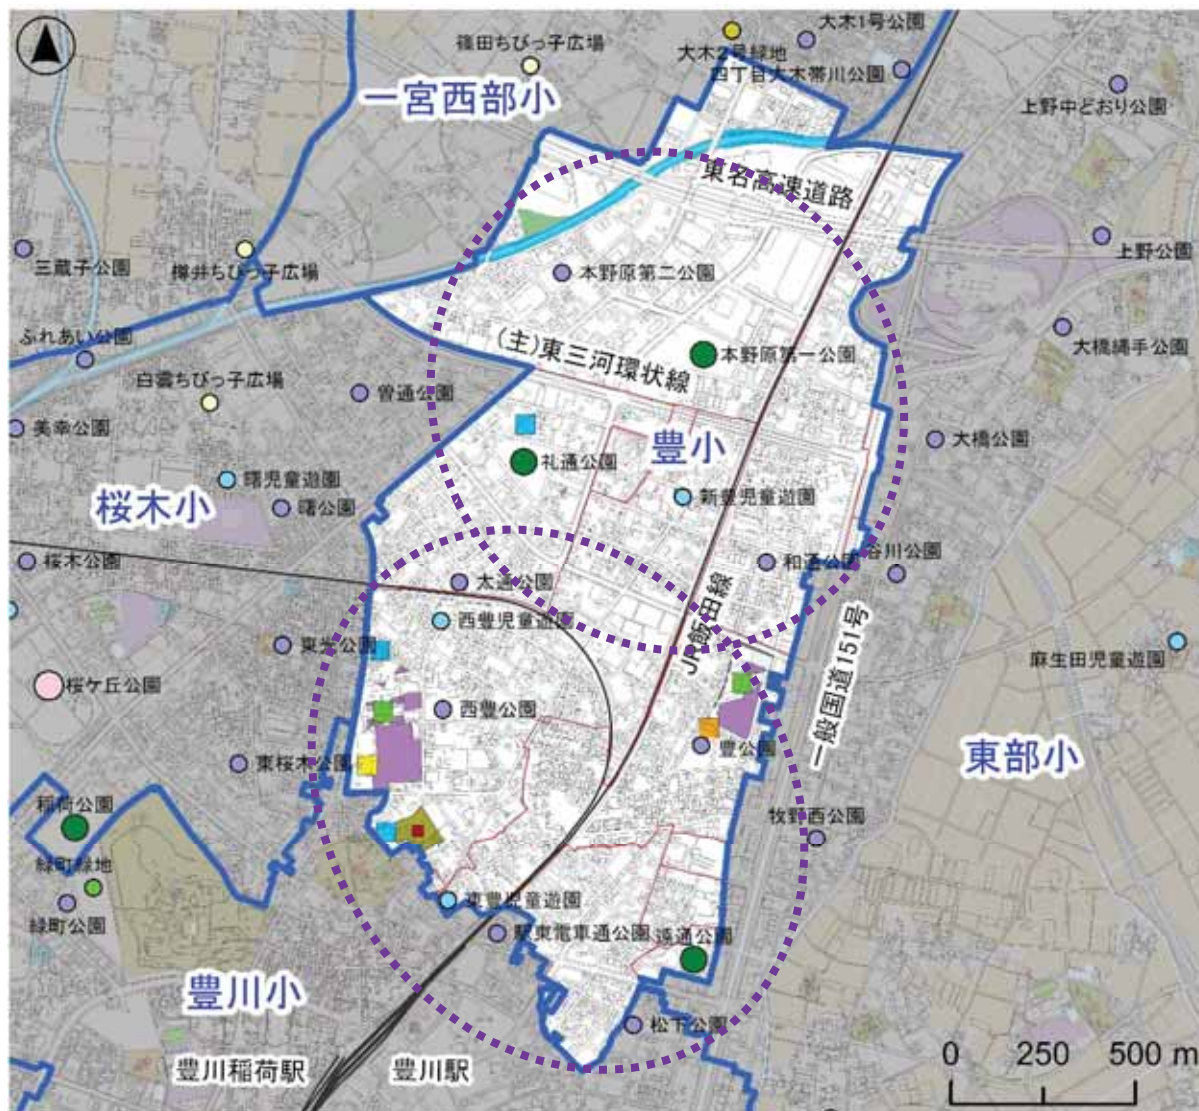 大木1号公園
篠田ちびっ子広場
大木2号緑地
四丁目大木帯川公園
一宮西部小
上野中どおり公園
東名高速道路
三蔵子公園
樽井ちびっ子広場
上野公園
本野原第二公園
ふれあい公園
(主)東三河環状線
本野原第一公園
大橋縄手公園
白雲ちびっ子広場
曽通公園
美幸公園
豊小
大橋公園
礼通公園
曙児童遊園
新豊児童遊園
桜木小
曙公園
桜木公園
太通公園
和通公園
谷川公園
西豊児童遊園
JR飯田線
一般国道151号
麻生田児童遊園
桜ケ丘公園
西豊公園
豊公園
東部小
東桜木公園
稲荷公園
牧野西公園
緑町緑地
緑町公園
東豊児童遊園
駅東電車通公園
遠通公園
豊川小
松下公園
豊川稲荷駅
豊川駅
0 250 500 m